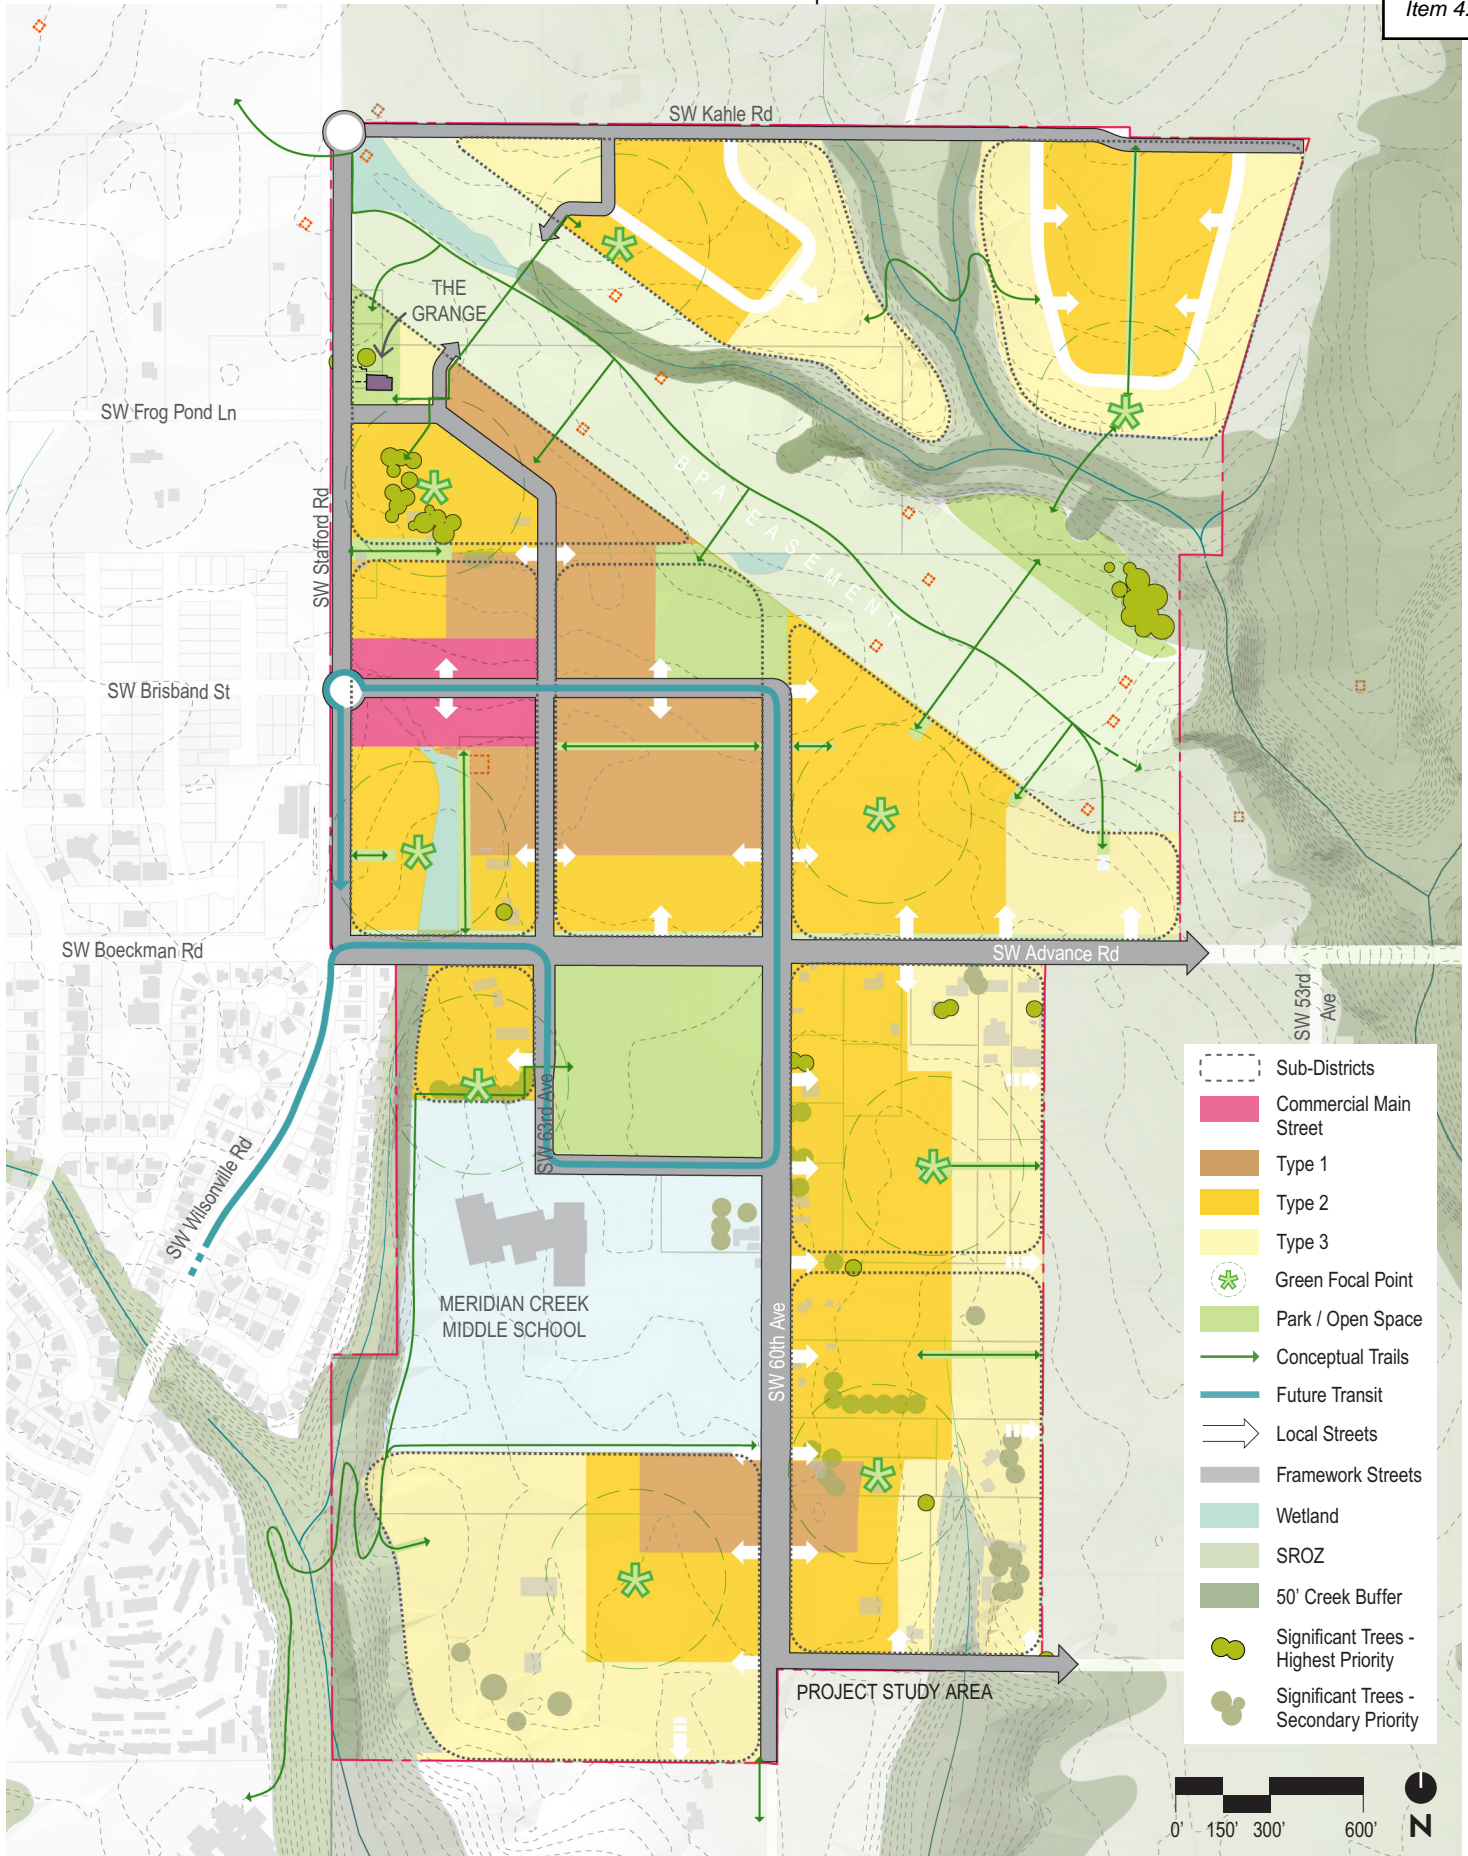 Item 4.
SW Kahle Rd
THE
GRANGE
SW Frog Pond Ln
SW Stafford Rd
BPA EASEMENT
SW Brisband St
SW Boeckman Rd
SW Advance Rd
SW 53rd
Ave
SW 63rd Ave
SW Wilsonville Rd
MERIDIAN CREEK
MIDDLE SCHOOL
SW 60th Ave
PROJECT STUDY AREA
Sub-Districts
Commercial Main
Street
Type 1
Type 2
Type 3
Green Focal Point
Park / Open Space
Conceptual Trails
Future Transit
Local Streets
Framework Streets
Wetland
SROZ
50' Creek Buffer
Significant Trees -
Highest Priority
Significant Trees -
Secondary Priority
0' 150' 300' 600'
N